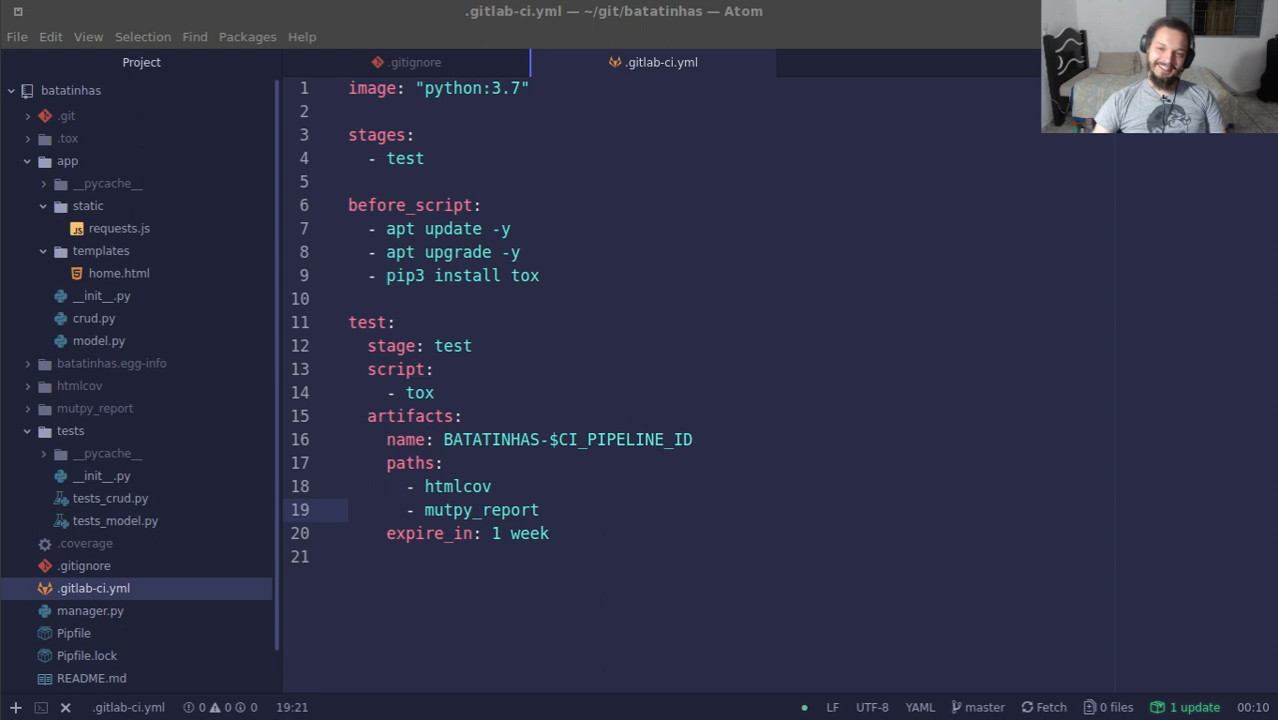 .gitlab-ci.yml — ~/git/batatinhas — Atom
File Edit View Selection Find Packages Help
Project
batatinhas
.git
.tox
app
__pycache__
static
requests.js
templates
home.html
__init__.py
crud.py
model.py
batatinhas.egg-info
htmlcov
mutpy_report
tests
__pycache__
__init__.py
tests_crud.py
tests_model.py
.coverage
.gitignore
.gitlab-ci.yml
manager.py
Pipfile
Pipfile.lock
README.md
.gitignore
.gitlab-ci.yml
1 image: "python:3.7"
2
3 stages:
4   - test
5
6 before_script:
7   - apt update -y
8   - apt upgrade -y
9   - pip3 install tox
10
11 test:
12   stage: test
13   script:
14     - tox
15   artifacts:
16     name: BATATINHAS-$CI_PIPELINE_ID
17     paths:
18       - htmlcov
19       - mutpy_report
20     expire_in: 1 week
21
.gitlab-ci.yml 0 0 0 19:21 LF UTF-8 YAML master Fetch 0 files 1 update 00:10